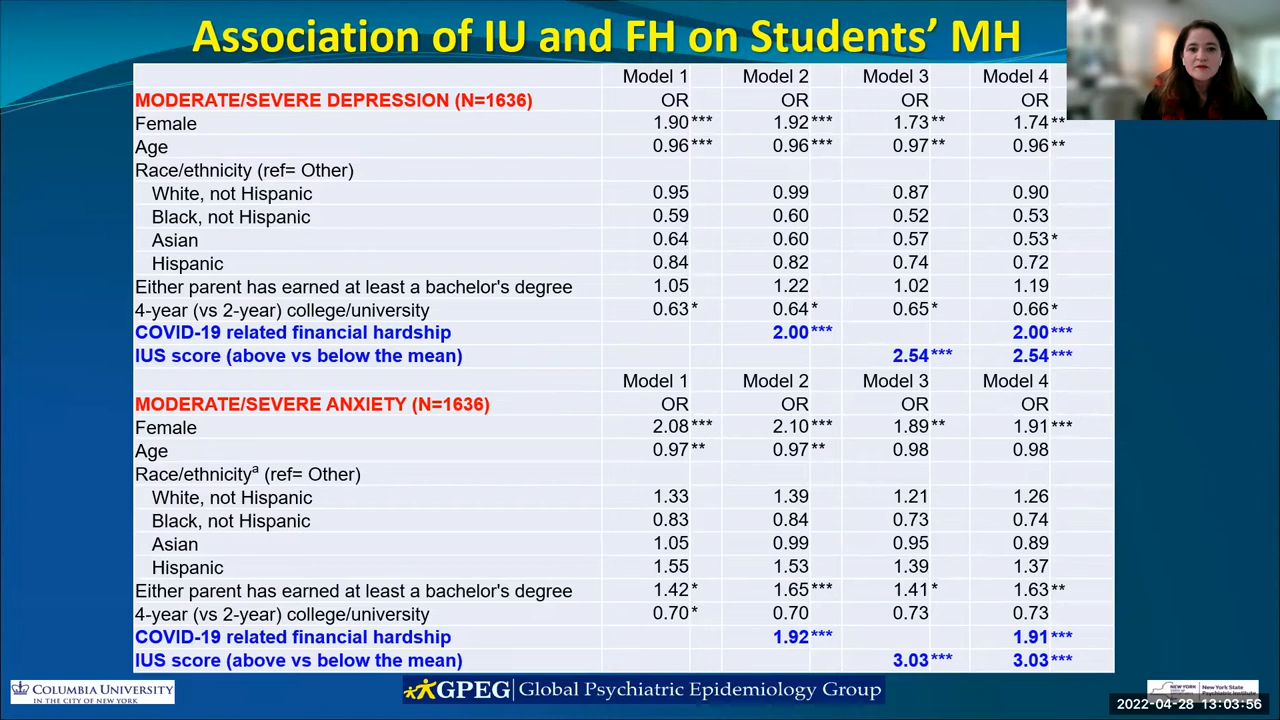 Association of IU and FH on Students’ MH
Model 1 Model 2 Model 3 Model 4
MODERATE/SEVERE DEPRESSION (N=1636) OR OR OR OR
Female 1.90*** 1.92*** 1.73** 1.74**
Age 0.96*** 0.96*** 0.97** 0.96**
Race/ethnicity (ref= Other)
White, not Hispanic 0.95 0.99 0.87 0.90
Black, not Hispanic 0.59 0.60 0.52 0.53
Asian 0.64 0.60 0.57 0.53*
Hispanic 0.84 0.82 0.74 0.72
Either parent has earned at least a bachelor's degree 1.05 1.22 1.02 1.19
4-year (vs 2-year) college/university 0.63* 0.64* 0.65* 0.66*
COVID-19 related financial hardship 2.00*** 2.00***
IUS score (above vs below the mean) 2.54*** 2.54***
Model 1 Model 2 Model 3 Model 4
MODERATE/SEVERE ANXIETY (N=1636) OR OR OR OR
Female 2.08*** 2.10*** 1.89** 1.91***
Age 0.97** 0.97** 0.98 0.98
Race/ethnicityᵃ (ref= Other)
White, not Hispanic 1.33 1.39 1.21 1.26
Black, not Hispanic 0.83 0.84 0.73 0.74
Asian 1.05 0.99 0.95 0.89
Hispanic 1.55 1.53 1.39 1.37
Either parent has earned at least a bachelor's degree 1.42* 1.65*** 1.41* 1.63**
4-year (vs 2-year) college/university 0.70* 0.70 0.73 0.73
COVID-19 related financial hardship 1.92*** 1.91***
IUS score (above vs below the mean) 3.03*** 3.03***
COLUMBIA UNIVERSITY
IN THE CITY OF NEW YORK
GPEG Global Psychiatric Epidemiology Group
New York State
Psychiatric Institute
2022-04-28 13:03:56